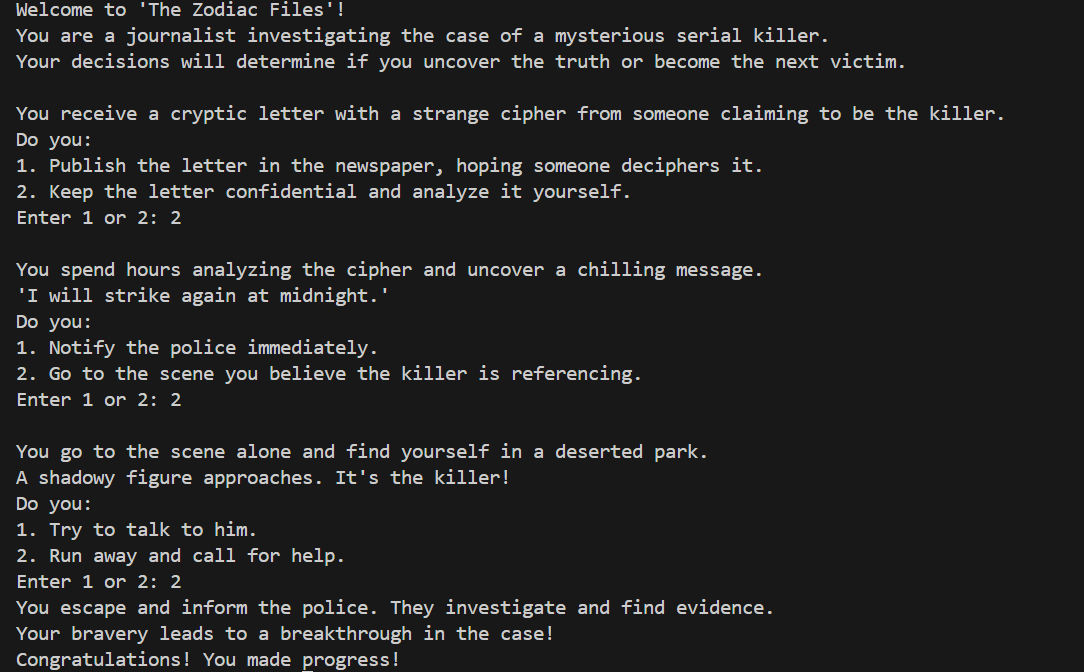 Welcome to 'The Zodiac Files'!
You are a journalist investigating the case of a mysterious serial killer.
Your decisions will determine if you uncover the truth or become the next victim.

You receive a cryptic letter with a strange cipher from someone claiming to be the killer.
Do you:
1. Publish the letter in the newspaper, hoping someone deciphers it.
2. Keep the letter confidential and analyze it yourself.
Enter 1 or 2: 2

You spend hours analyzing the cipher and uncover a chilling message.
'I will strike again at midnight.'
Do you:
1. Notify the police immediately.
2. Go to the scene you believe the killer is referencing.
Enter 1 or 2: 2

You go to the scene alone and find yourself in a deserted park.
A shadowy figure approaches. It's the killer!
Do you:
1. Try to talk to him.
2. Run away and call for help.
Enter 1 or 2: 2
You escape and inform the police. They investigate and find evidence.
Your bravery leads to a breakthrough in the case!
Congratulations! You made progress!